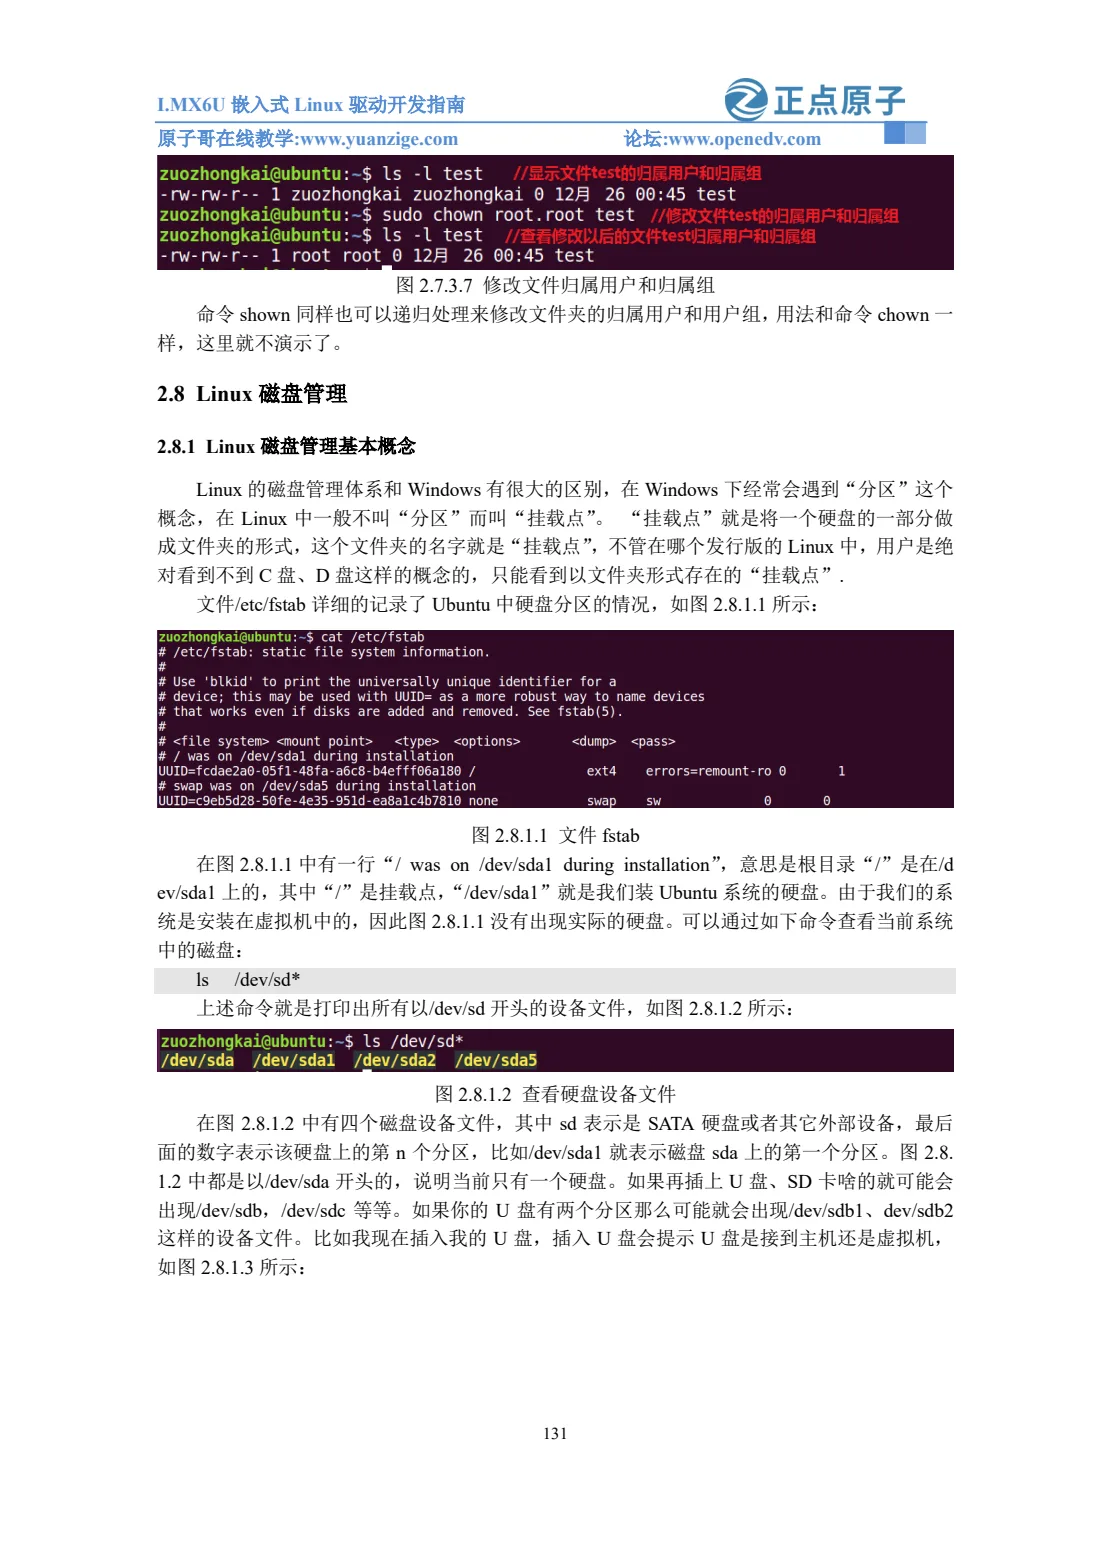 I.MX6U 嵌入式 Linux 驱动开发指南
正点原子
原子哥在线教学:www.yuanzige.com 论坛:www.openedv.com
zuozhongkai@ubuntu:~$ ls -l test //显示文件test的归属用户和归属组
-rw-rw-r-- 1 zuozhongkai zuozhongkai 0 12月 26 00:45 test
zuozhongkai@ubuntu:~$ sudo chown root.root test //修改文件test的归属用户和归属组
zuozhongkai@ubuntu:~$ ls -l test //查看修改以后的文件test归属用户和归属组
-rw-rw-r-- 1 root root 0 12月 26 00:45 test
图 2.7.3.7 修改文件归属用户和归属组
命令 shown 同样也可以递归处理来修改文件夹的归属用户和用户组，用法和命令 chown 一
样，这里就不演示了。
2.8 Linux 磁盘管理
2.8.1 Linux 磁盘管理基本概念
Linux 的磁盘管理体系和 Windows 有很大的区别，在 Windows 下经常会遇到“分区”这个
概念，在 Linux 中一般不叫“分区”而叫“挂载点”。 “挂载点”就是将一个硬盘的一部分做
成文件夹的形式，这个文件夹的名字就是“挂载点”，不管在哪个发行版的 Linux 中，用户是绝
对看到不到 C 盘、D 盘这样的概念的，只能看到以文件夹形式存在的“挂载点”.
文件/etc/fstab 详细的记录了 Ubuntu 中硬盘分区的情况，如图 2.8.1.1 所示：
zuozhongkai@ubuntu:~$ cat /etc/fstab
# /etc/fstab: static file system information.
#
# Use 'blkid' to print the universally unique identifier for a
# device; this may be used with UUID= as a more robust way to name devices
# that works even if disks are added and removed. See fstab(5).
#
# <file system> <mount point>   <type>  <options>       <dump>  <pass>
# / was on /dev/sda1 during installation
UUID=fcdae2a0-05f1-48fa-a6c8-b4efff06a180 /               ext4    errors=remount-ro 0       1
# swap was on /dev/sda5 during installation
UUID=c9eb5d28-50fe-4e35-951d-ea8a1c4b7810 none            swap    sw              0       0
图 2.8.1.1 文件 fstab
在图 2.8.1.1 中有一行“/ was on /dev/sda1 during installation”，意思是根目录“/”是在/d
ev/sda1 上的，其中“/”是挂载点，“/dev/sda1”就是我们装 Ubuntu 系统的硬盘。由于我们的系
统是安装在虚拟机中的，因此图 2.8.1.1 没有出现实际的硬盘。可以通过如下命令查看当前系统
中的磁盘：
ls /dev/sd*
上述命令就是打印出所有以/dev/sd 开头的设备文件，如图 2.8.1.2 所示：
zuozhongkai@ubuntu:~$ ls /dev/sd*
/dev/sda  /dev/sda1  /dev/sda2  /dev/sda5
图 2.8.1.2 查看硬盘设备文件
在图 2.8.1.2 中有四个磁盘设备文件，其中 sd 表示是 SATA 硬盘或者其它外部设备，最后
面的数字表示该硬盘上的第 n 个分区，比如/dev/sda1 就表示磁盘 sda 上的第一个分区。图 2.8.
1.2 中都是以/dev/sda 开头的，说明当前只有一个硬盘。如果再插上 U 盘、SD 卡啥的就可能会
出现/dev/sdb，/dev/sdc 等等。如果你的 U 盘有两个分区那么可能就会出现/dev/sdb1、dev/sdb2
这样的设备文件。比如我现在插入我的 U 盘，插入 U 盘会提示 U 盘是接到主机还是虚拟机，
如图 2.8.1.3 所示：
131